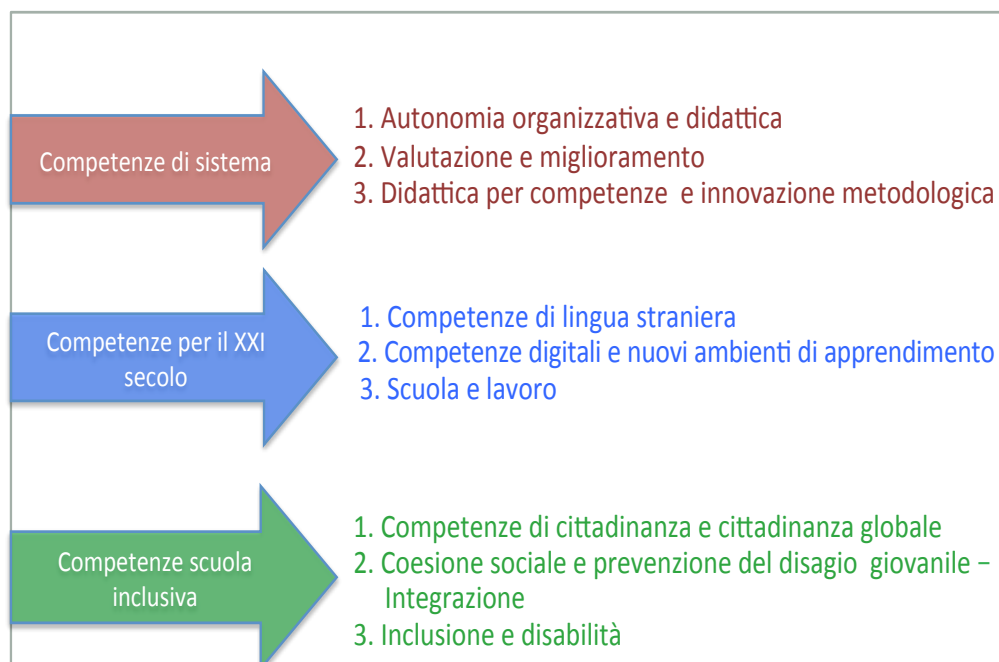 Competenze di sistema
1. Autonomia organizzativa e didattica
2. Valutazione e miglioramento
3. Didattica per competenze e innovazione metodologica
Competenze per il XXI
secolo
1. Competenze di lingua straniera
2. Competenze digitali e nuovi ambienti di apprendimento
3. Scuola e lavoro
Competenze scuola
inclusiva
1. Competenze di cittadinanza e cittadinanza globale
2. Coesione sociale e prevenzione del disagio giovanile –
Integrazione
3. Inclusione e disabilità